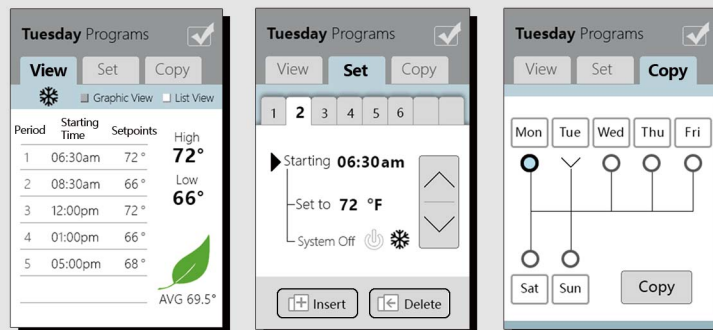 Tuesday Programs
View Set Copy
Graphic View List View
Period Starting Time Setpoints
1 06:30am 72°
2 08:30am 66°
3 12:00pm 72°
4 01:00pm 66°
5 05:00pm 68°
High
72°
Low
66°
AVG 69.5°
Tuesday Programs
View Set Copy
1 2 3 4 5 6
Starting 06:30am
Set to 72 °F
System Off
Insert Delete
Tuesday Programs
View Set Copy
Mon Tue Wed Thu Fri
Sat Sun Copy